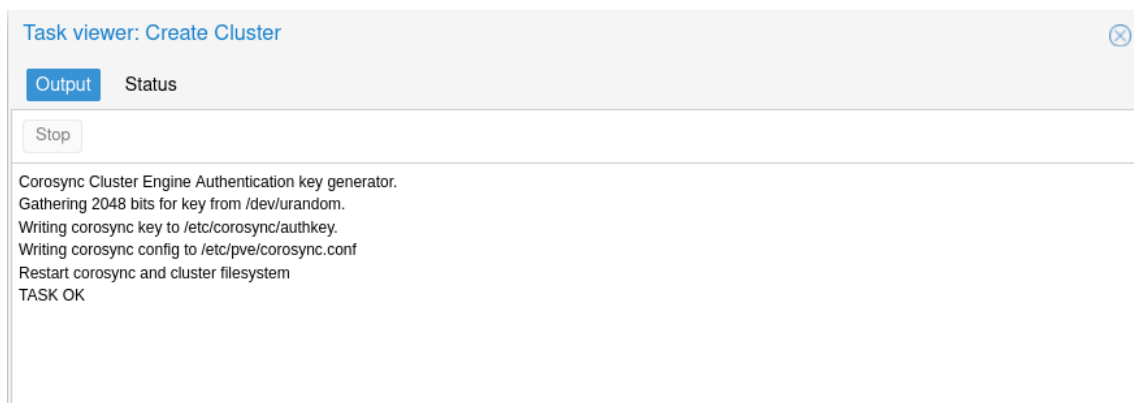 Task viewer: Create Cluster
Output Status
Stop
Corosync Cluster Engine Authentication key generator.
Gathering 2048 bits for key from /dev/urandom.
Writing corosync key to /etc/corosync/authkey.
Writing corosync config to /etc/pve/corosync.conf
Restart corosync and cluster filesystem
TASK OK